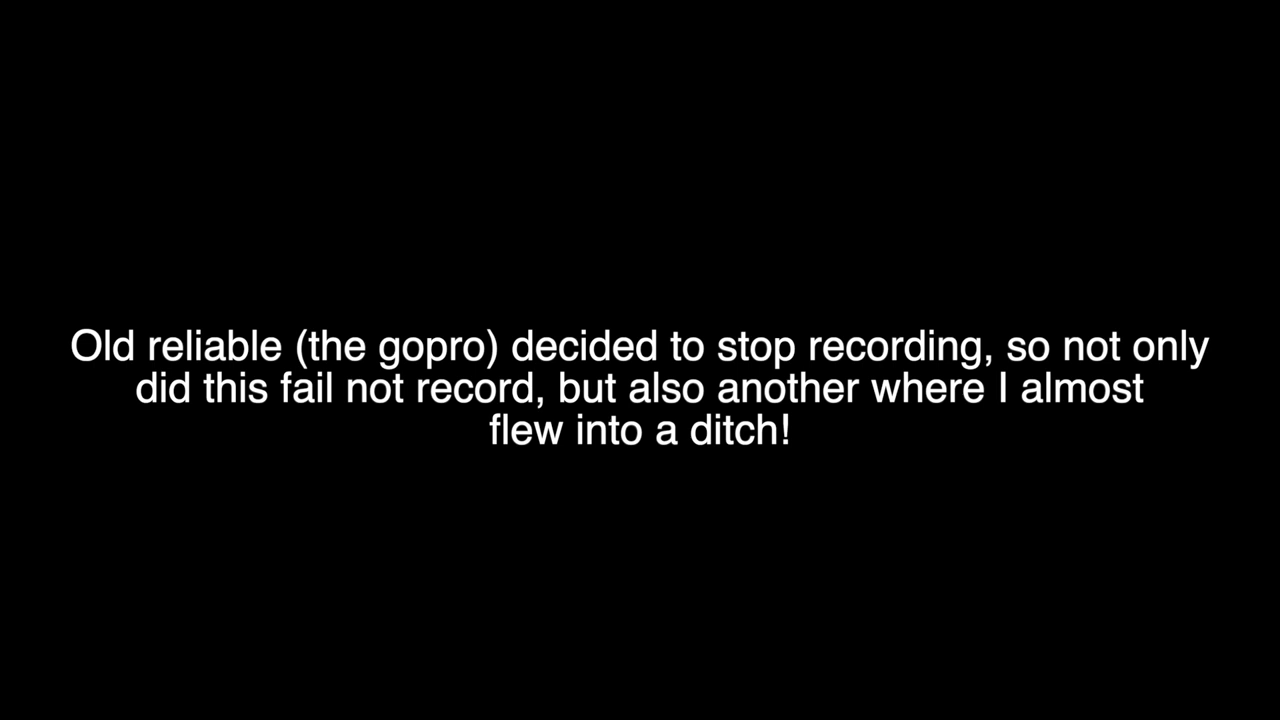 Old reliable (the gopro) decided to stop recording, so not only
did this fail not record, but also another where I almost
flew into a ditch!